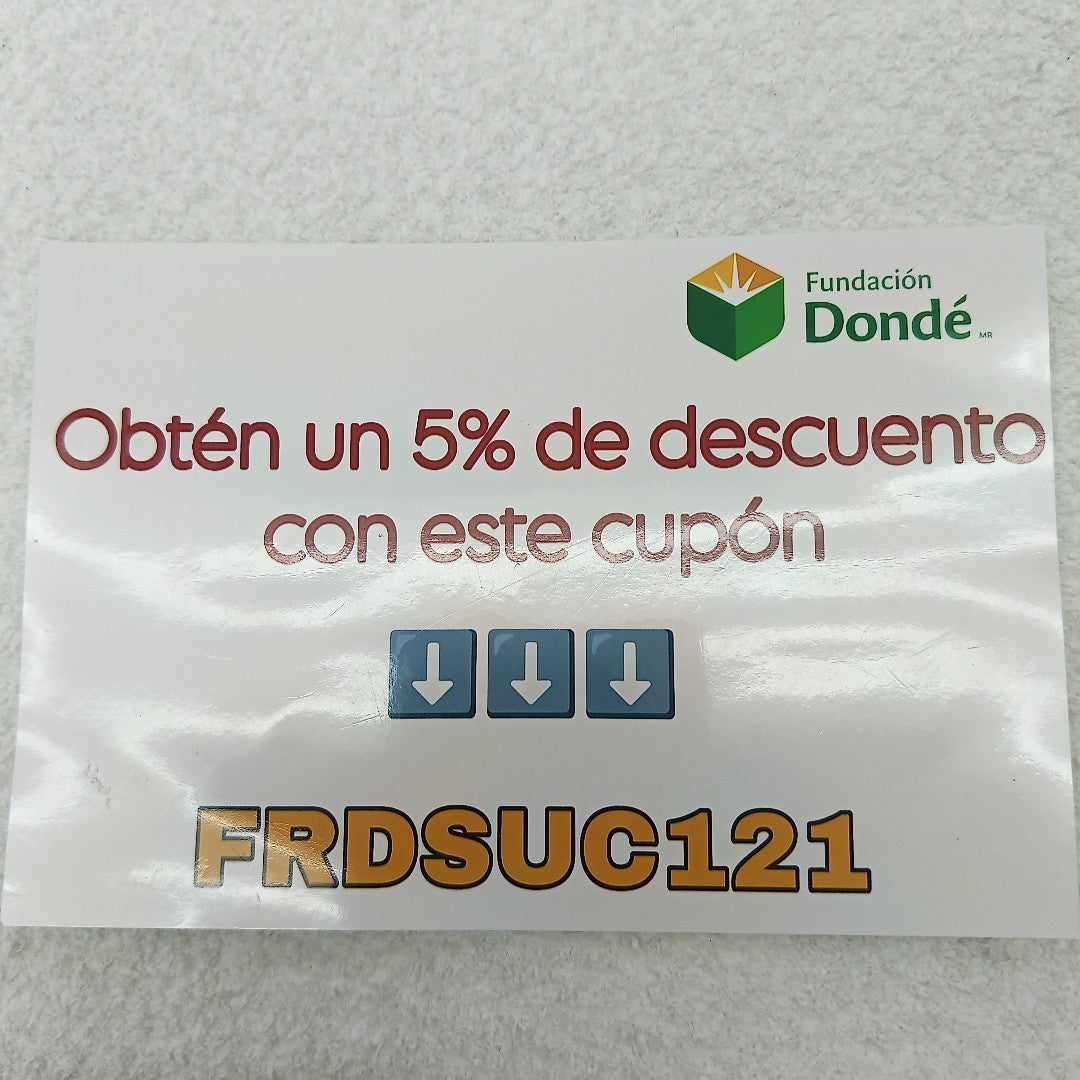 Fundación
Dondé MR
Obtén un 5% de descuento
con este cupón
FRDSUC121